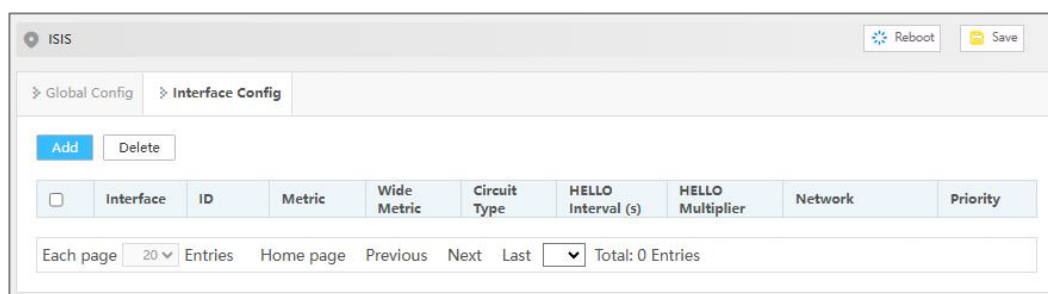 ISIS Reboot Save
Global Config Interface Config
Add Delete
Interface ID Metric Wide Metric Circuit Type HELLO Interval (s) HELLO Multiplier Network Priority
Each page 20 Entries Home page Previous Next Last Total: 0 Entries